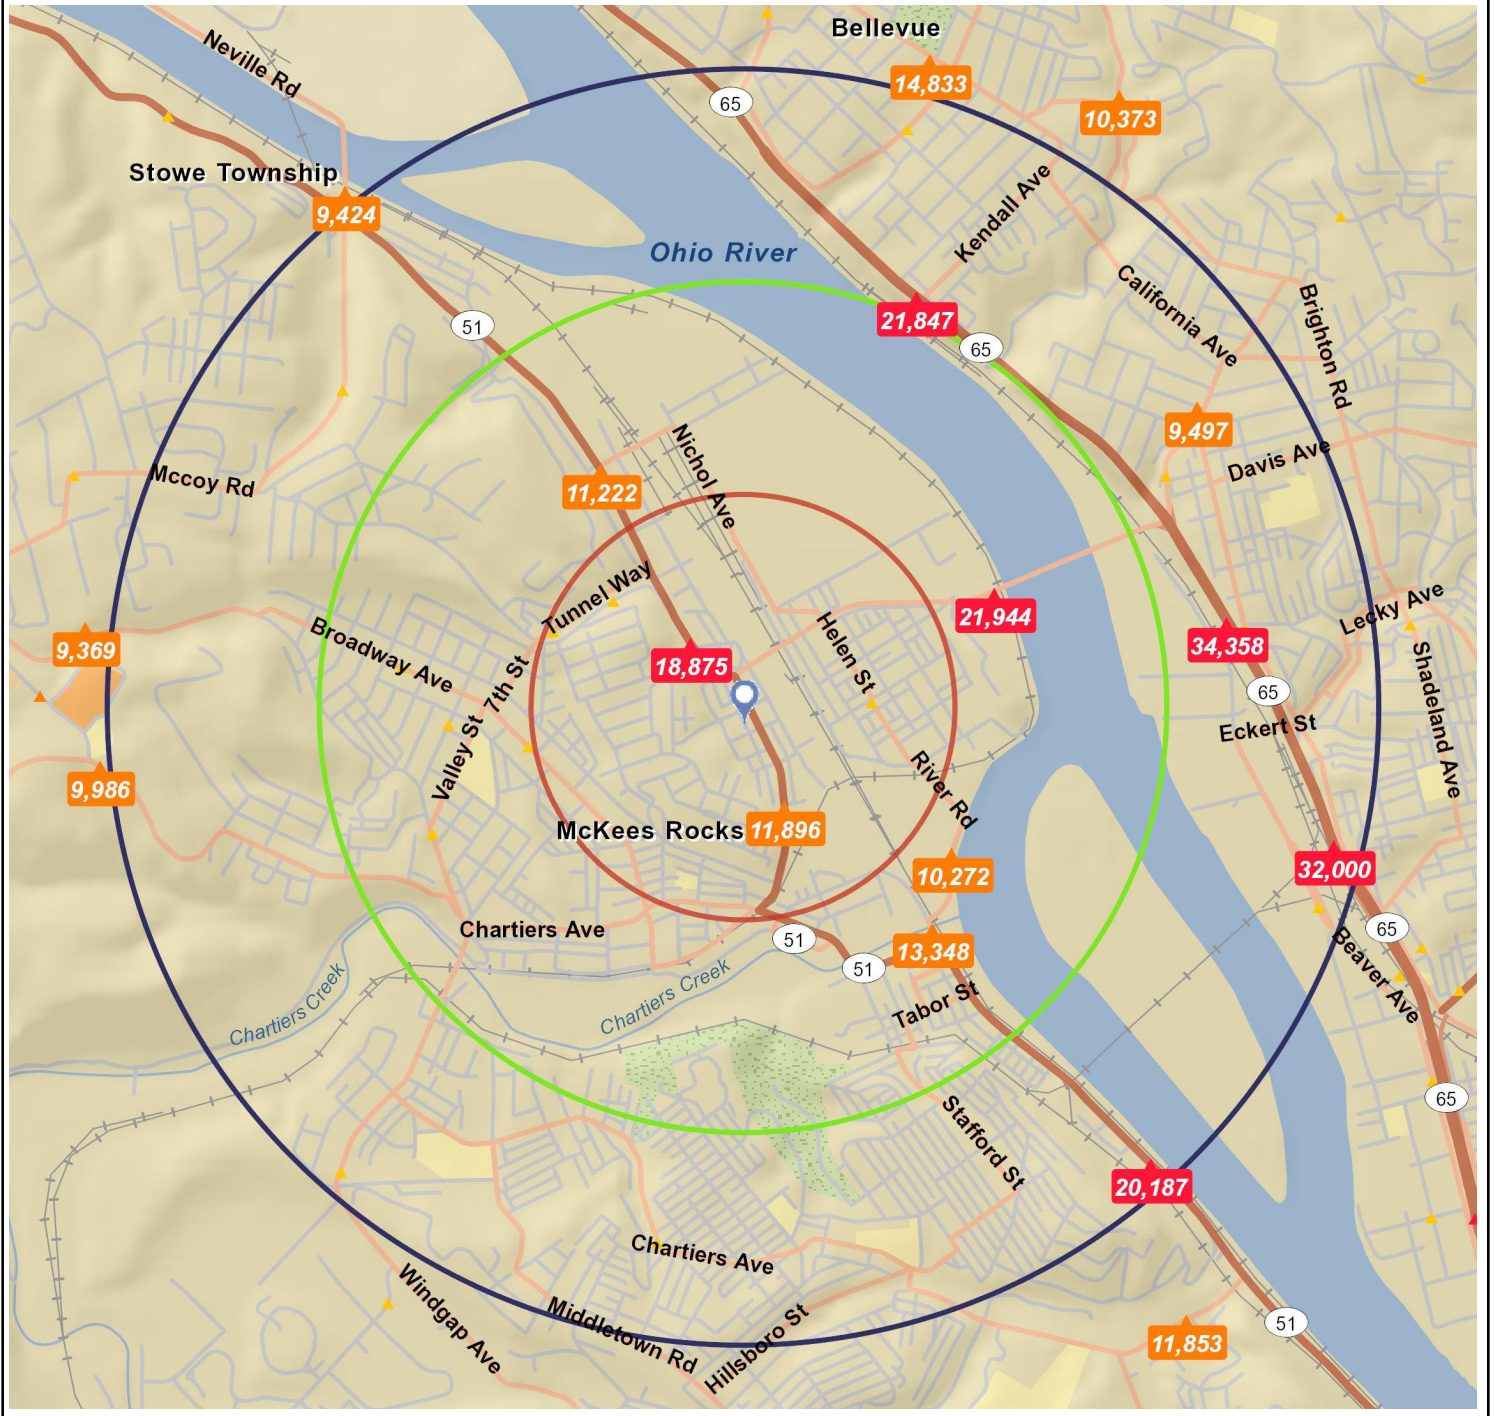 Bellevue
Neville Rd
14,833
65
10,373
Stowe Township
9,424
Kendall Ave
Ohio River
California Ave
Brighton Rd
51
21,847
65
9,497
Davis Ave
Mccoy Rd
Nichol Ave
11,222
Tunnel Way
21,944
Lecky Ave
Broadway Ave
9,369
18,875
Helen St
34,358
7th St
65
Shadeland Ave
Eckert St
Valley St
9,986
River Rd
McKees Rocks
11,896
32,000
10,272
Chartiers Ave
51
13,348
65
51
Beaver Ave
Chartiers Creek
Chartiers Creek
Tabor St
65
Stafford St
20,187
Chartiers Ave
Windgap Ave
Middletown Rd
Hillsboro St
51
11,853